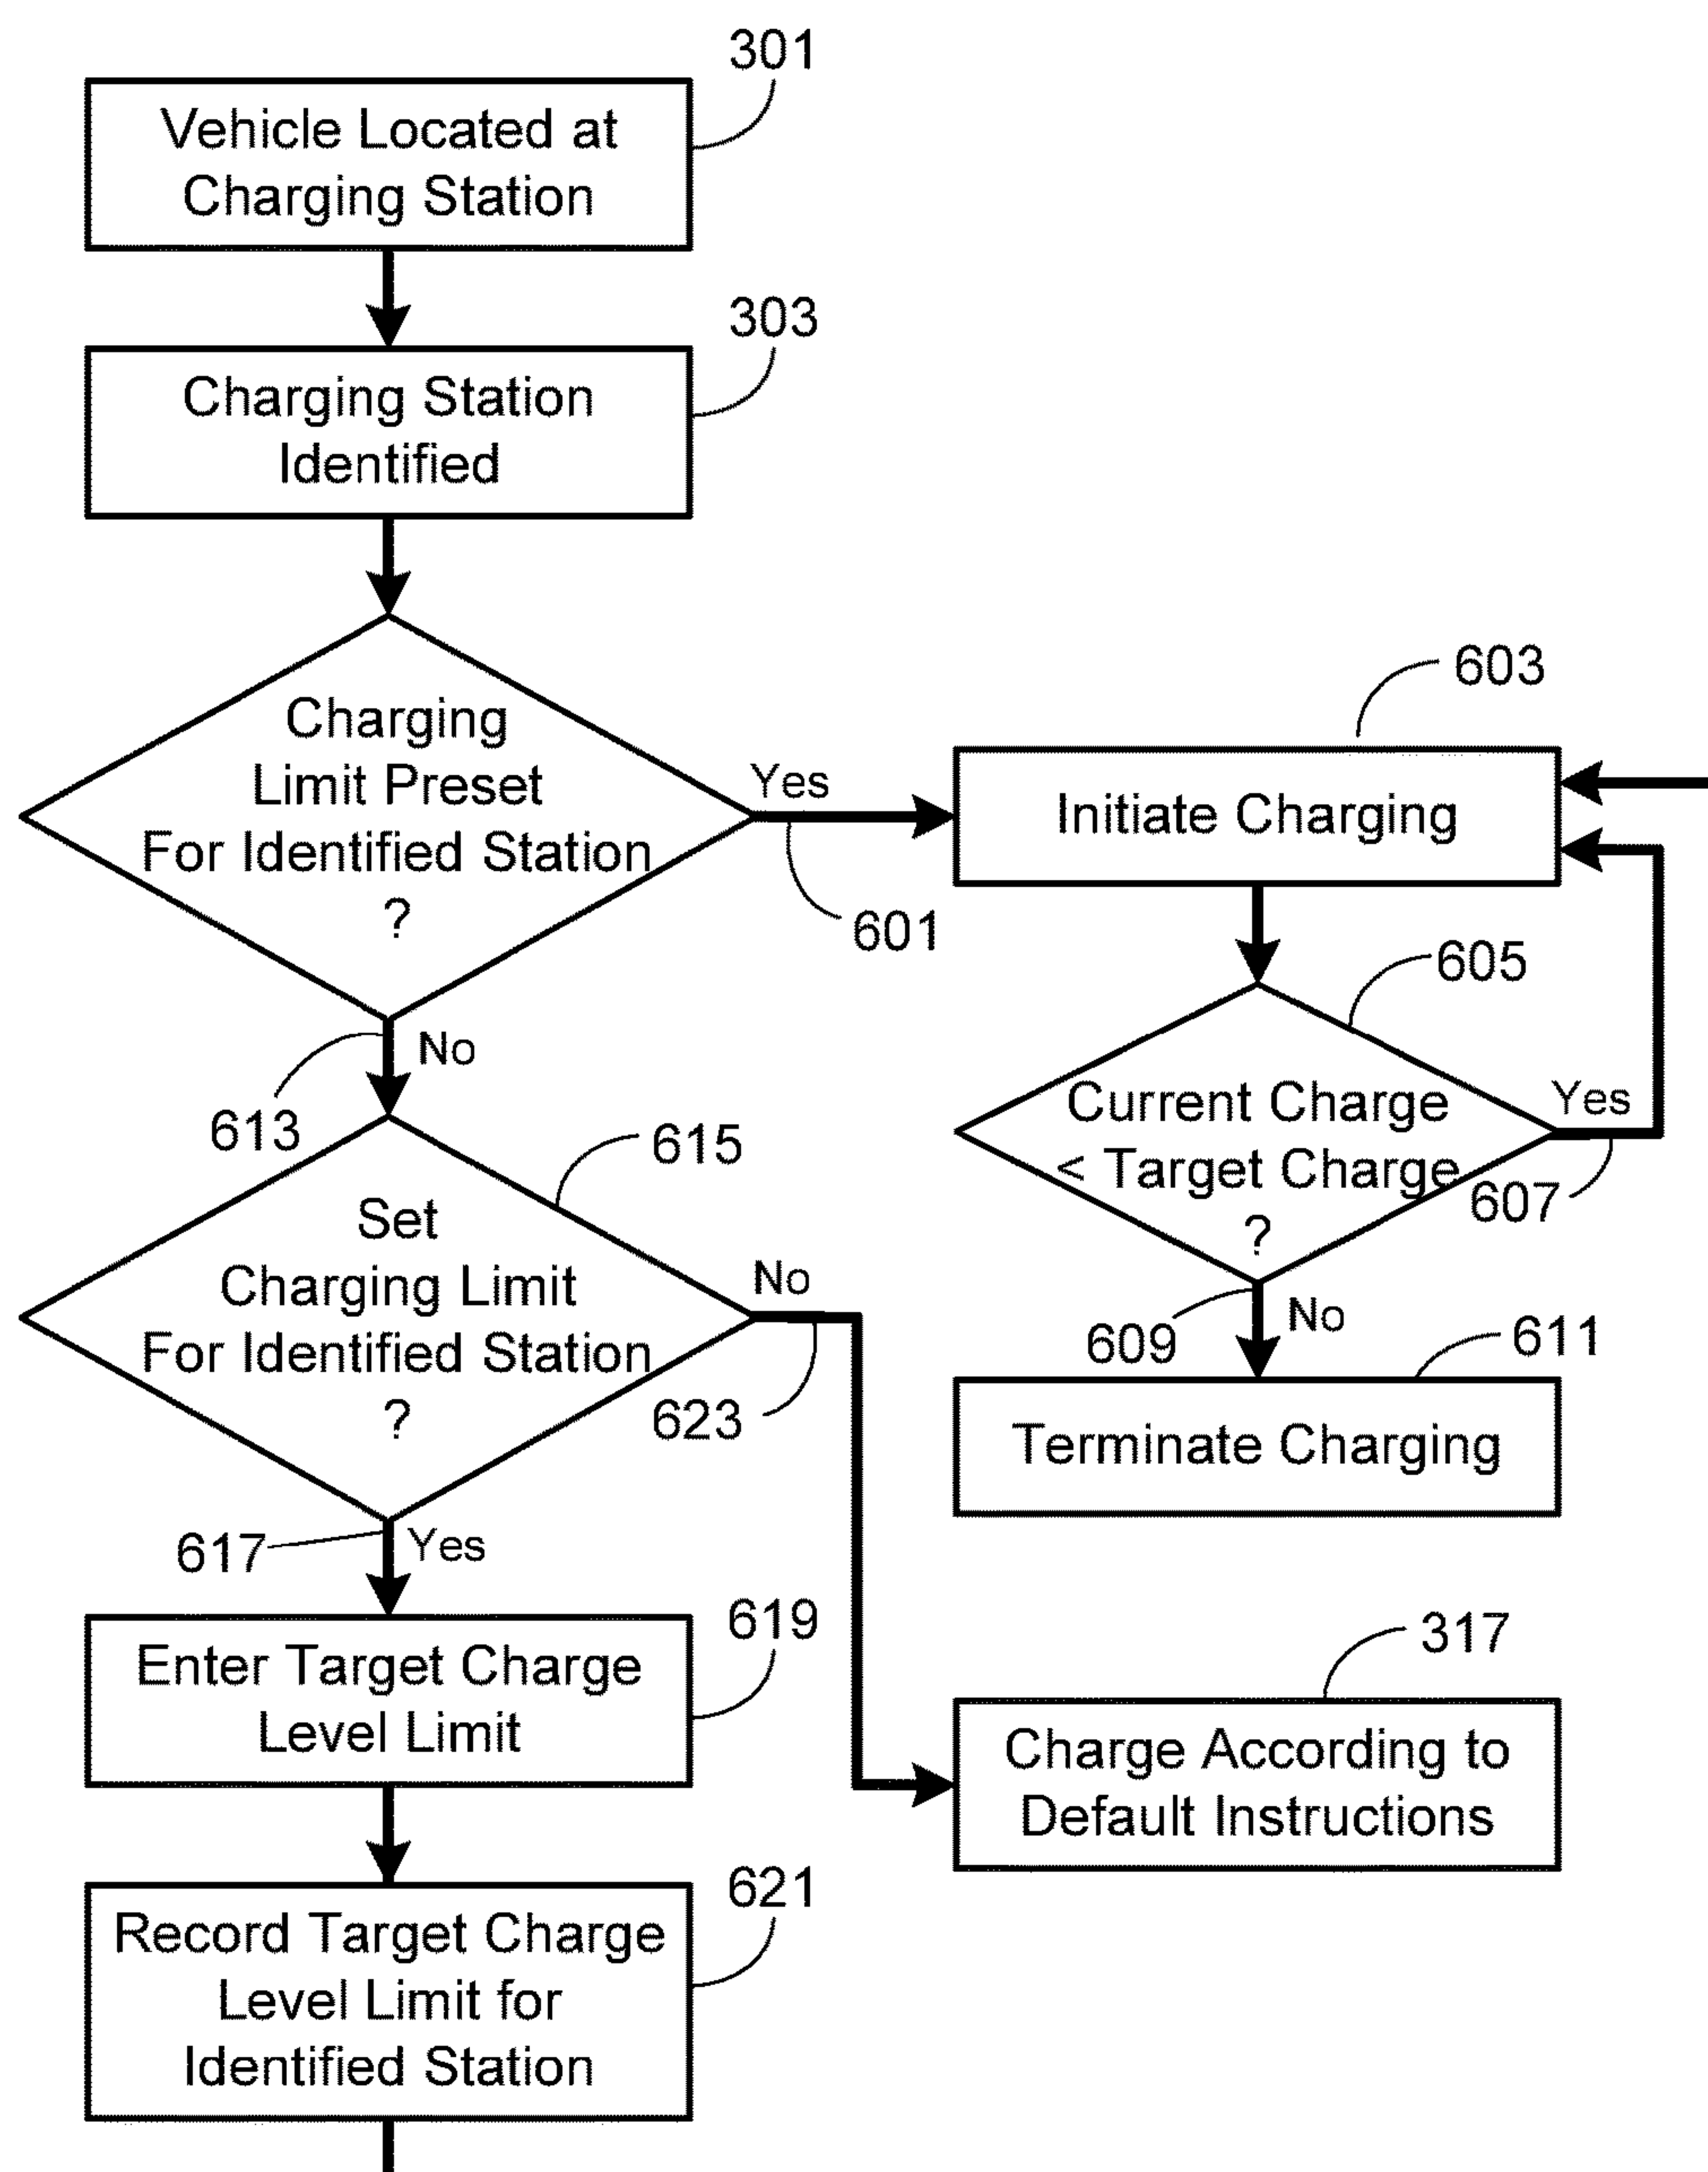 301
Vehicle Located at
Charging Station
303
Charging Station
Identified
Charging
Limit Preset
For Identified Station
?
Yes
601
603
Initiate Charging
605
Current Charge
< Target Charge
?
Yes
607
609
No
611
Terminate Charging
No
613
615
Set
Charging Limit
For Identified Station
?
No
623
317
Charge According to
Default Instructions
617
Yes
619
Enter Target Charge
Level Limit
621
Record Target Charge
Level Limit for
Identified Station